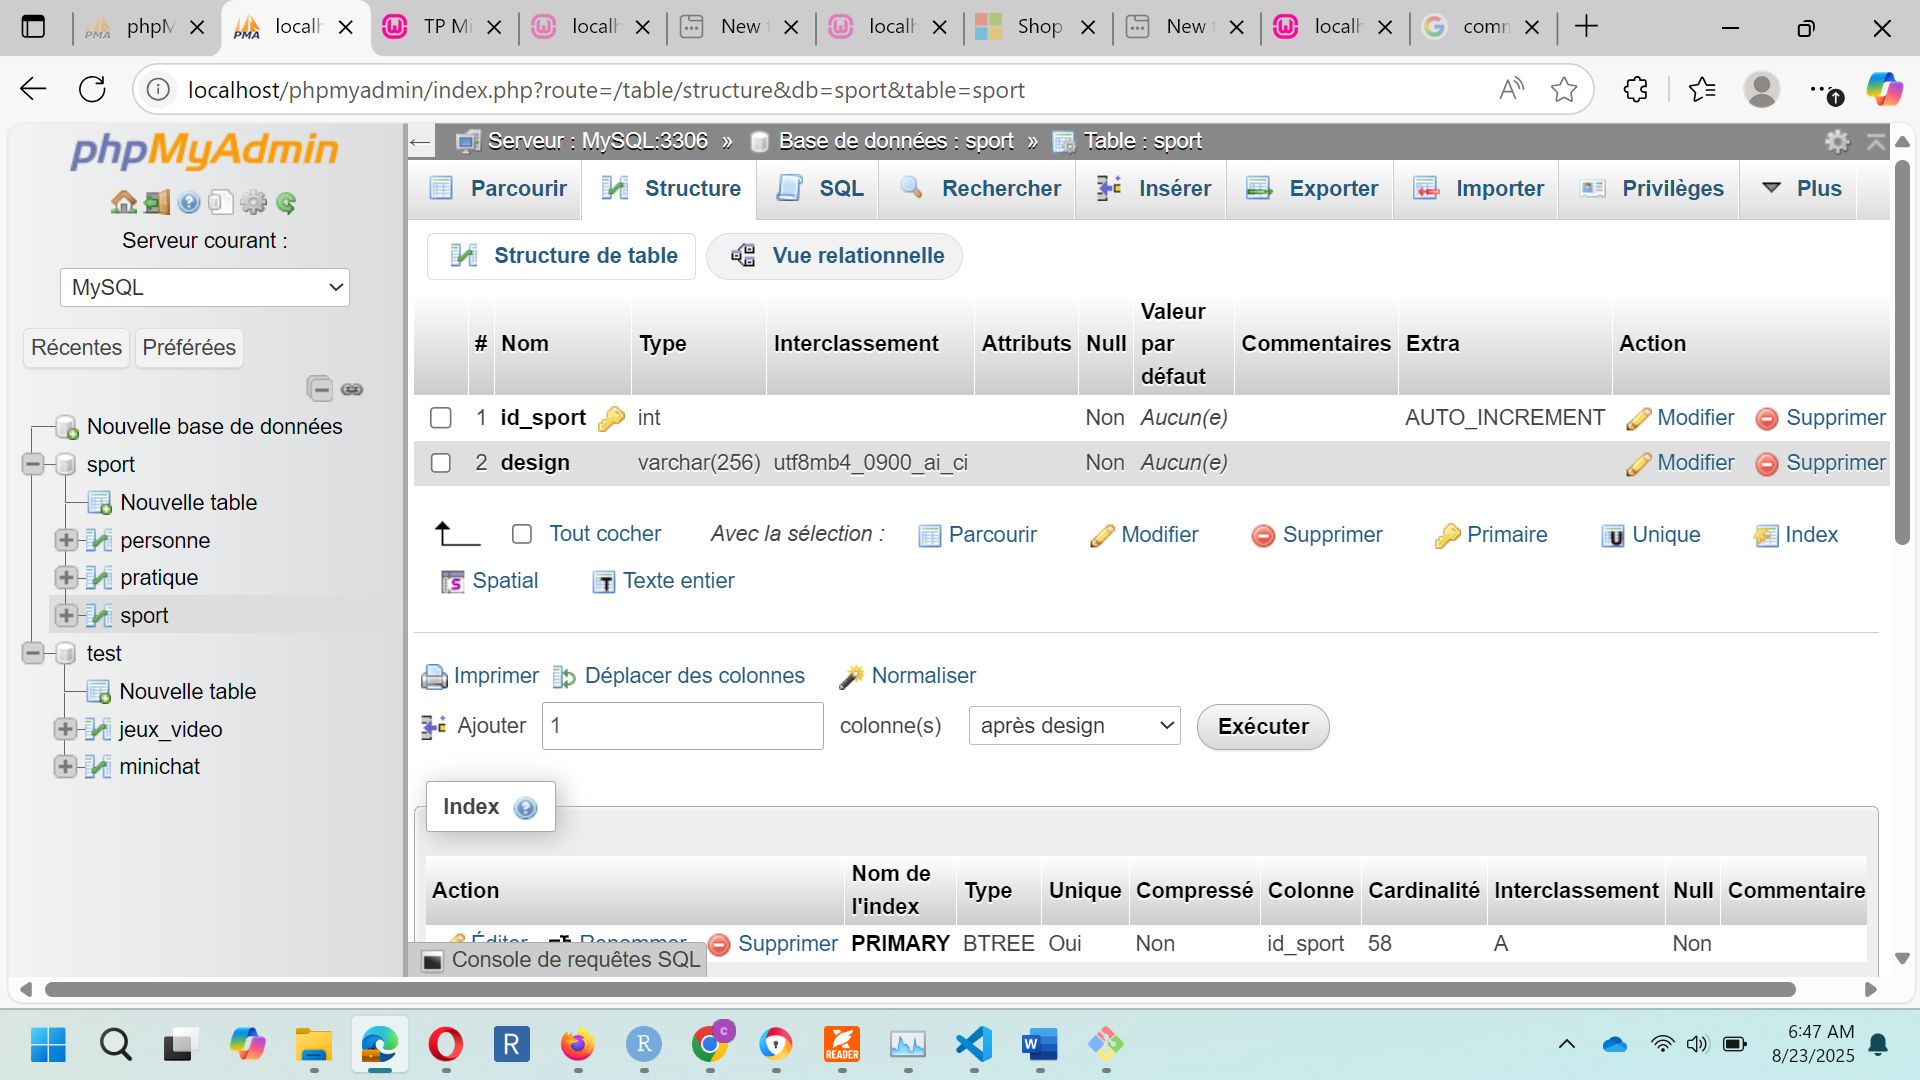 phpM
localh
TP Mi
localh
New t
localh
Shop
New t
localh
comm
localhost/phpmyadmin/index.php?route=/table/structure&db=sport&table=sport
phpMyAdmin
Serveur courant :
MySQL
Récentes
Préférées
Nouvelle base de données
sport
Nouvelle table
personne
pratique
sport
test
Nouvelle table
jeux_video
minichat
Serveur : MySQL:3306 » Base de données : sport » Table : sport
Parcourir Structure SQL Rechercher Insérer Exporter Importer Privilèges Plus
Structure de table Vue relationnelle
# Nom Type Interclassement Attributs Null Valeur par défaut Commentaires Extra Action
1 id_sport int Non Aucun(e) AUTO_INCREMENT Modifier Supprimer
2 design varchar(256) utf8mb4_0900_ai_ci Non Aucun(e) Modifier Supprimer
Tout cocher Avec la sélection : Parcourir Modifier Supprimer Primaire Unique Index
Spatial Texte entier
Imprimer Déplacer des colonnes Normaliser
Ajouter 1 colonne(s) après design Exécuter
Index
Action Nom de l'index Type Unique Compressé Colonne Cardinalité Interclassement Null Commentaire
Éditer Renommer Supprimer PRIMARY BTREE Oui Non id_sport 58 A Non
Console de requêtes SQL
R
R
c
READER
W
6:47 AM
8/23/2025